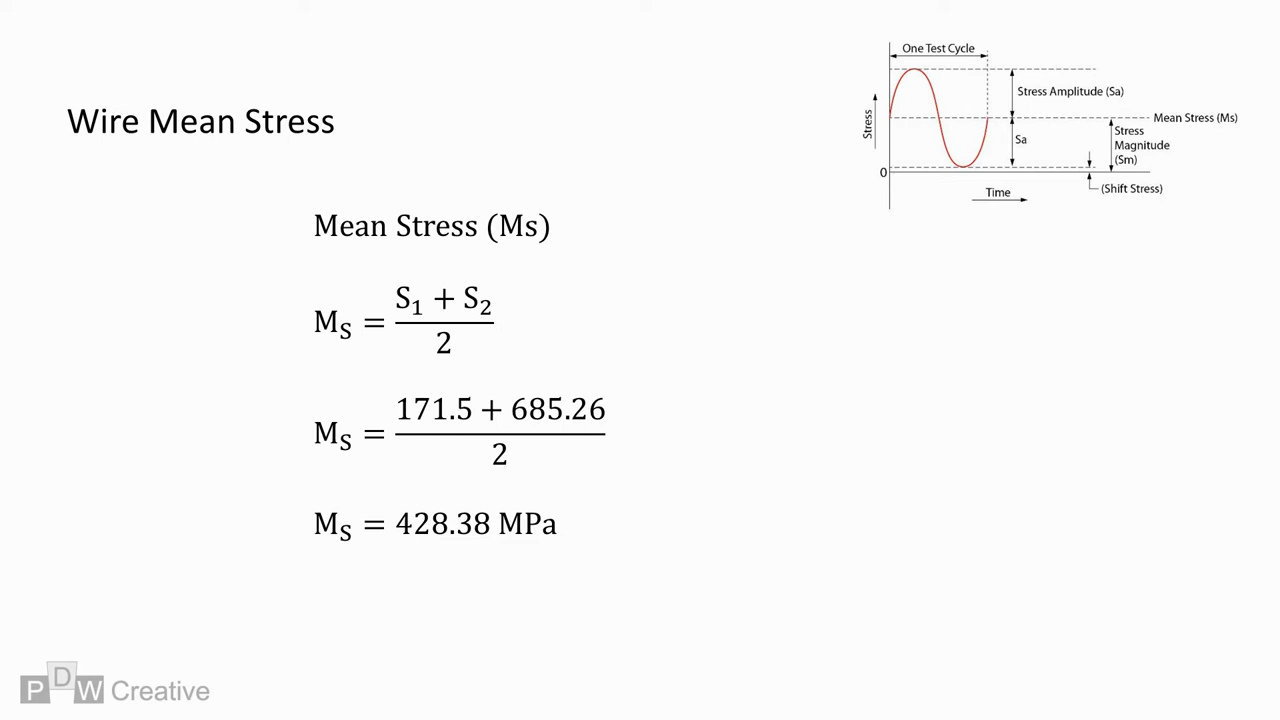 Wire Mean Stress
Mean Stress (Ms)
M_S = (S₁ + S₂) / 2
M_S = (171.5 + 685.26) / 2
M_S = 428.38 MPa
One Test Cycle
Stress Amplitude (Sa)
Mean Stress (Ms)
Stress
Sa
Stress
Magnitude
(Sm)
0
Time
(Shift Stress)
PDW Creative